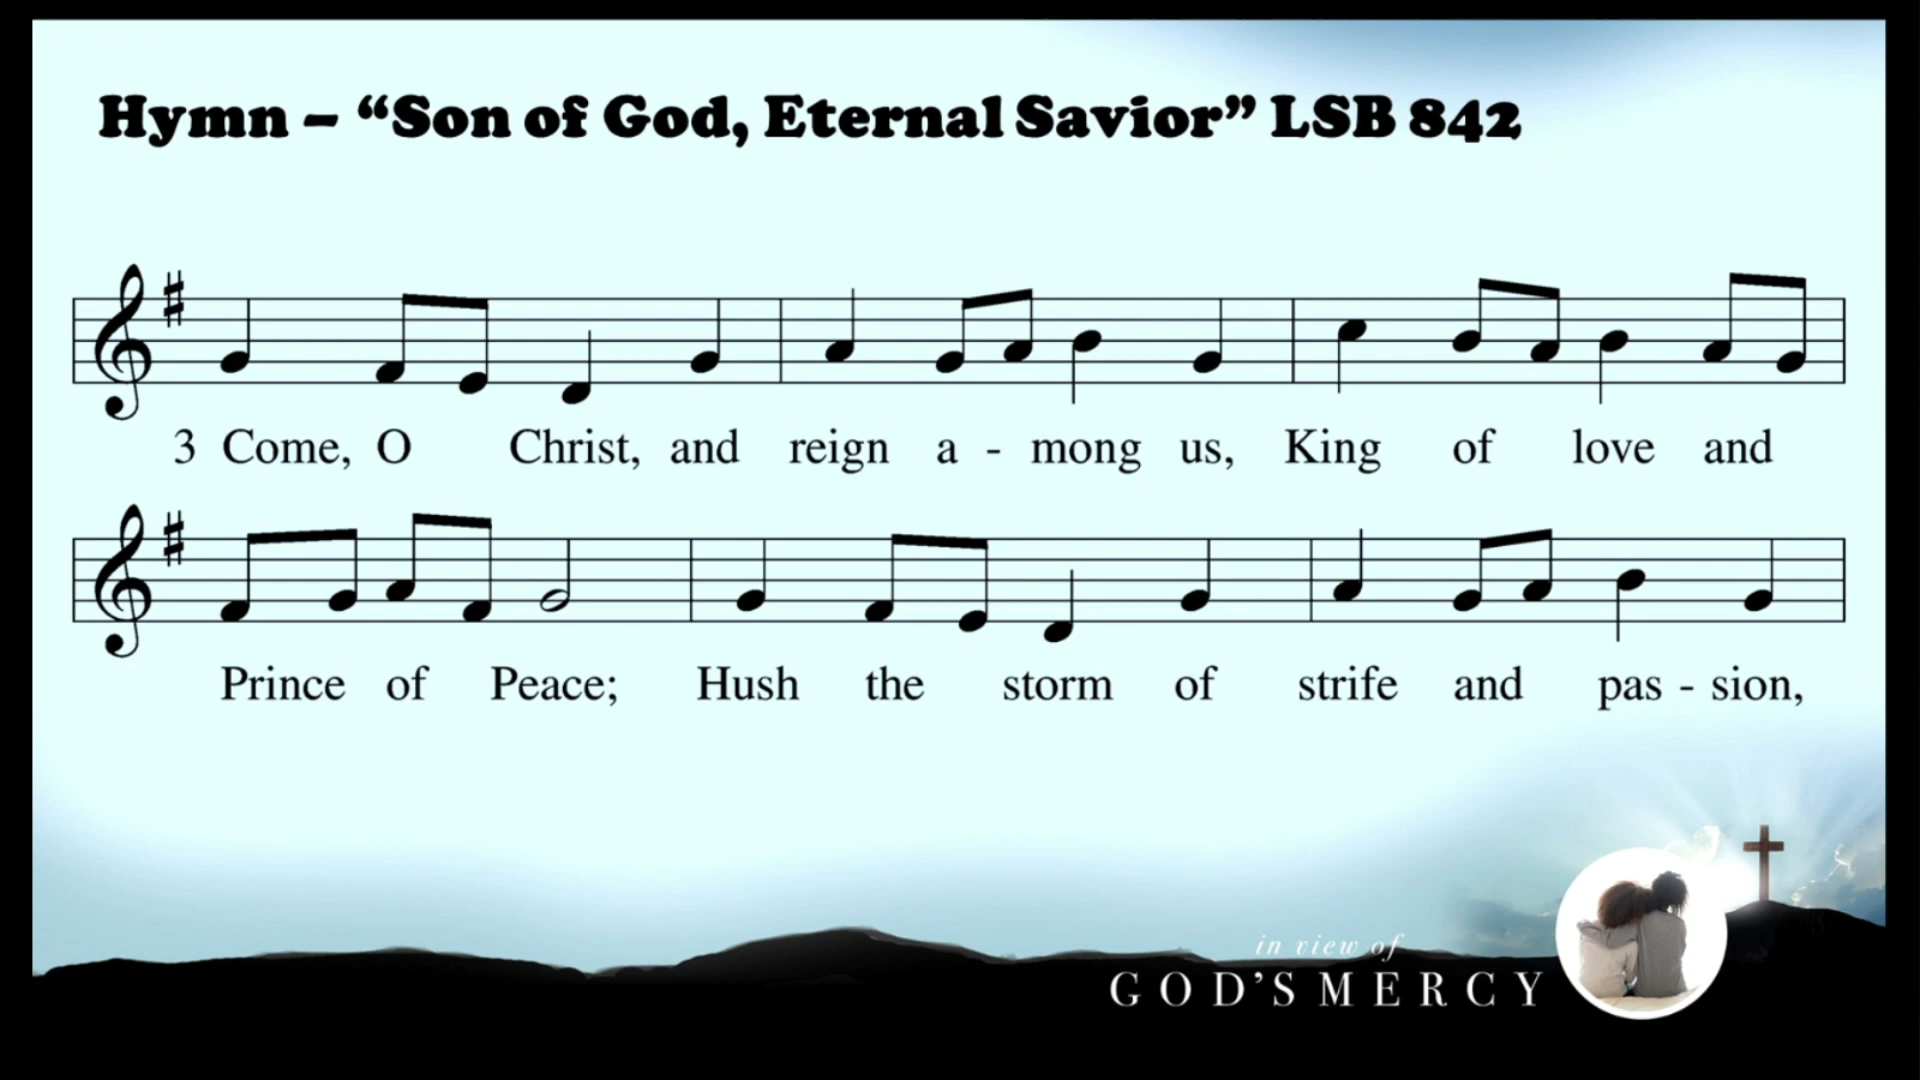 Hymn – “Son of God, Eternal Savior” LSB 842
3 Come, O Christ, and reign a - mong us, King of love and
Prince of Peace; Hush the storm of strife and pas - sion,
in view of
GOD’S MERCY